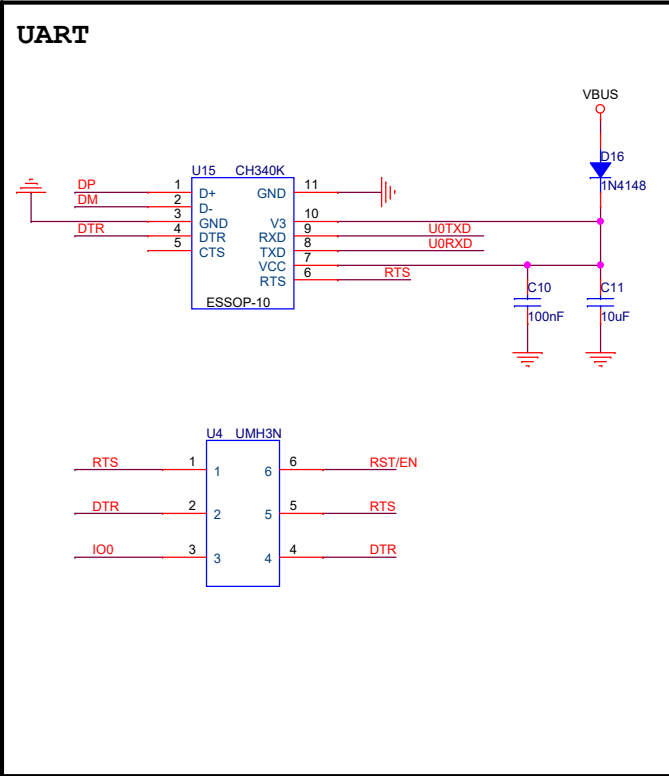 UART
VBUS
D16
1N4148
U15 CH340K
DP 1 D+ GND 11
DM 2 D-
3 GND V3 10
DTR 4 DTR RXD 9 U0TXD
5 CTS TXD 8 U0RXD
VCC 7
RTS 6 RTS
ESSOP-10
C10 C11
100nF 10uF
U4 UMH3N
RTS 1 1 6 6 RST/EN
DTR 2 2 5 5 RTS
IO0 3 3 4 4 DTR